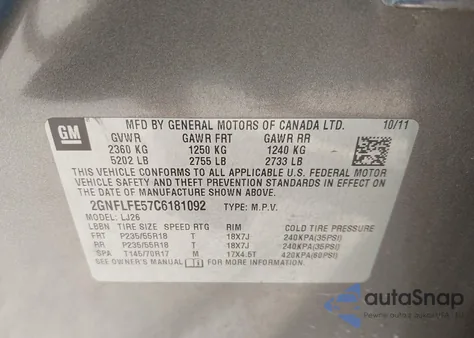 GM
MFD BY GENERAL MOTORS OF CANADA LTD. 10/11
GVWR GAWR FRT GAWR RR
2360 KG 1250 KG 1240 KG
5202 LB 2755 LB 2733 LB
THIS VEHICLE CONFORMS TO ALL APPLICABLE U.S. FEDERAL
MOTOR VEHICLE SAFETY, BUMPER, AND THEFT PREVENTION STANDARDS IN EFFECT
ON THE DATE OF MANUFACTURE SHOWN ABOVE.
2GNFLFE57C6181092 TYPE: M.P.V.
MODEL: LJ26
LBN TIRE SIZE SPEED RTG RIM COLD TIRE PRESSURE
FRT P235/55R18 T 18X7J 240KPA(35PSI)
RR P235/55R18 T 18X7J 240KPA(35PSI)
SPA T145/70R17 M 17X4.5T 420KPA(60PSI)
SEE OWNER'S MANUAL FOR MORE INFORMATION.
autoSnap